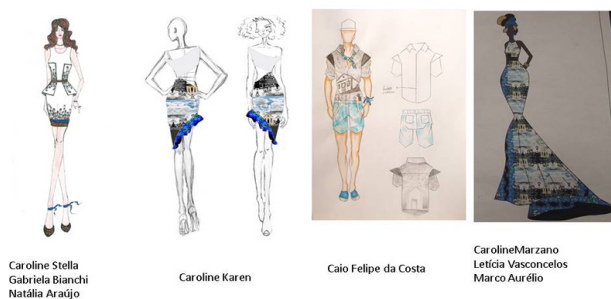 Caroline Stella
Gabriela Bianchi
Natália Araújo
Caroline Karen
Caio Felipe da Costa
CarolineMarzano
Letícia Vasconcelos
Marco Aurélio